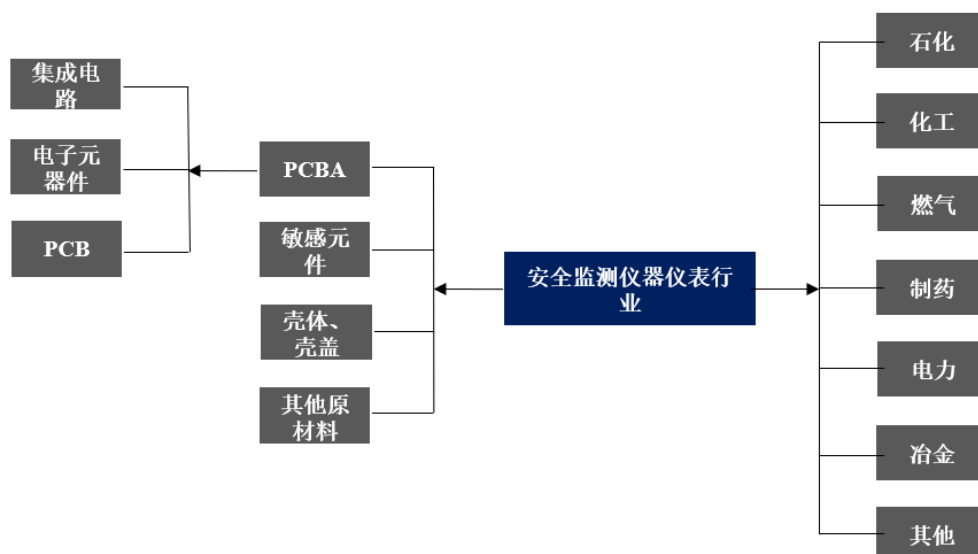 集成电
路
电子元
器件
PCB
PCBA
敏感元
件
壳体、
壳盖
其他原
材料
安全监测仪器仪表行
业
石化
化工
燃气
制药
电力
冶金
其他